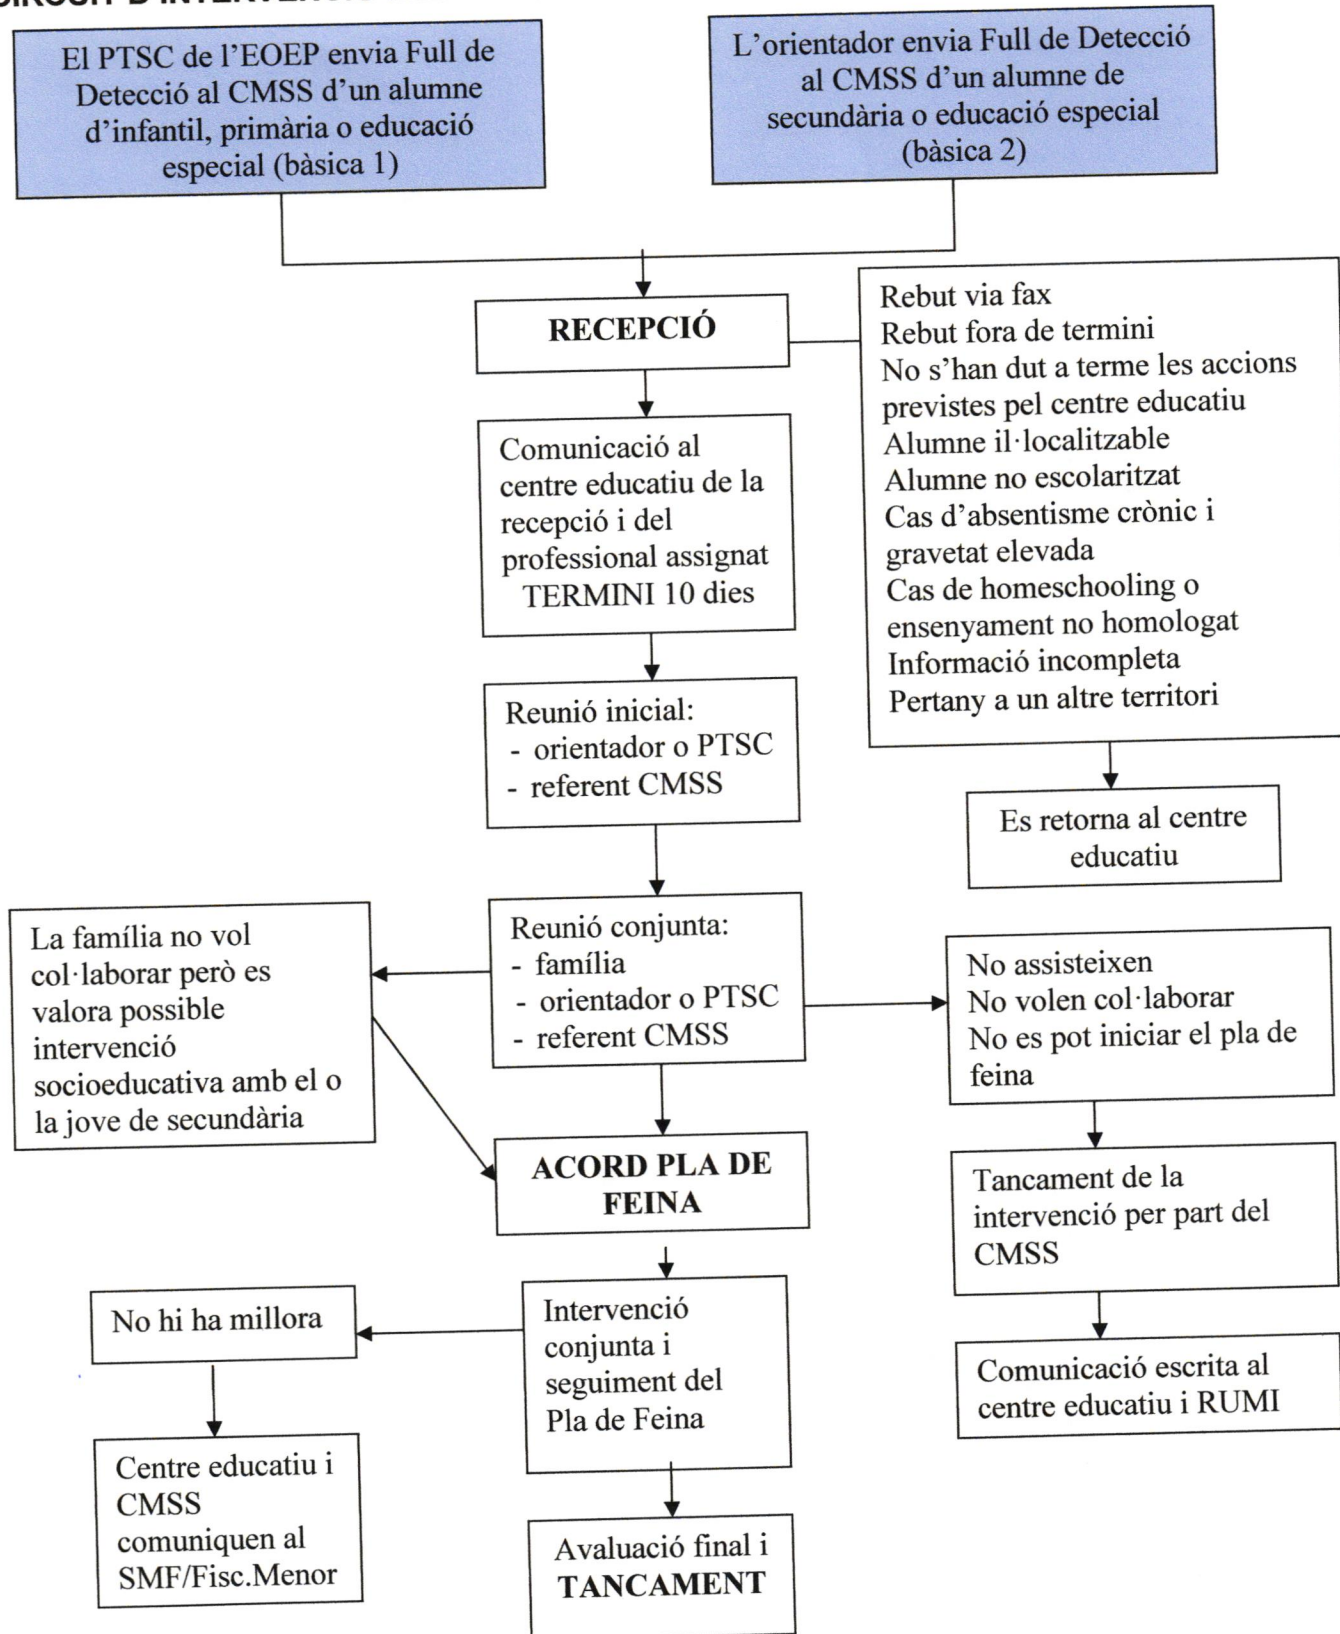 El PTSC de l'EOEP envia Full de
Detecció al CMSS d'un alumne
d'infantil, primària o educació
especial (bàsica 1)
L'orientador envia Full de Detecció
al CMSS d'un alumne de
secundària o educació especial
(bàsica 2)
RECEPCIÓ
Rebut via fax
Rebut fora de termini
No s'han dut a terme les accions
previstes pel centre educatiu
Alumne il·localitzable
Alumne no escolaritzat
Cas d'absentisme crònic i
gravetat elevada
Cas de homeschooling o
ensenyament no homologat
Informació incompleta
Pertany a un altre territori
Comunicació al
centre educatiu de la
recepció i del
professional assignat
TERMINI 10 dies
Reunió inicial:
- orientador o PTSC
- referent CMSS
Es retorna al centre
educatiu
La família no vol
col·laborar però es
valora possible
intervenció
socioeducativa amb el o
la jove de secundària
Reunió conjunta:
- família
- orientador o PTSC
- referent CMSS
No assisteixen
No volen col·laborar
No es pot iniciar el pla de
feina
ACORD PLA DE
FEINA
Tancament de la
intervenció per part del
CMSS
No hi ha millora
Intervenció
conjunta i
seguiment del
Pla de Feina
Comunicació escrita al
centre educatiu i RUMI
Centre educatiu i
CMSS
comuniquen al
SMF/Fisc.Menor
Avaluació final i
TANCAMENT